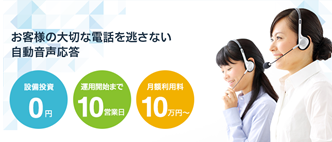 お客様の大切な電話を逃さない
自動音声応答
設備投資
0円
運用開始まで
10営業日
月額利用料
10万円~